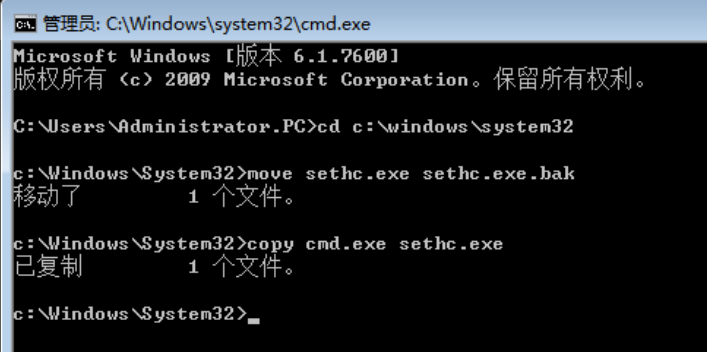 管理员: C:\Windows\system32\cmd.exe
Microsoft Windows [版本 6.1.7600]
版权所有 (c) 2009 Microsoft Corporation。保留所有权利。
C:\Users\Administrator.PC>cd c:\windows\system32
c:\Windows\System32>move sethc.exe sethc.exe.bak
移动了         1 个文件。
c:\Windows\System32>copy cmd.exe sethc.exe
已复制         1 个文件。
c:\Windows\System32>_